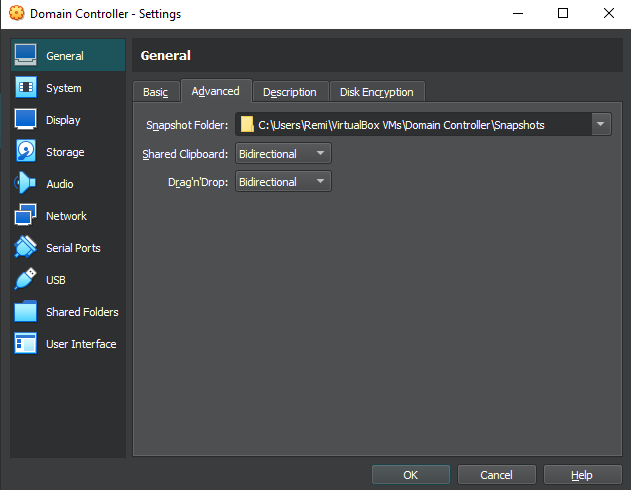 Domain Controller - Settings
General
System
Display
Storage
Audio
Network
Serial Ports
USB
Shared Folders
User Interface
General
Basic Advanced Description Disk Encryption
Snapshot Folder: C:\Users\Remi\VirtualBox VMs\Domain Controller\Snapshots
Shared Clipboard: Bidirectional
Drag'n'Drop: Bidirectional
OK Cancel Help